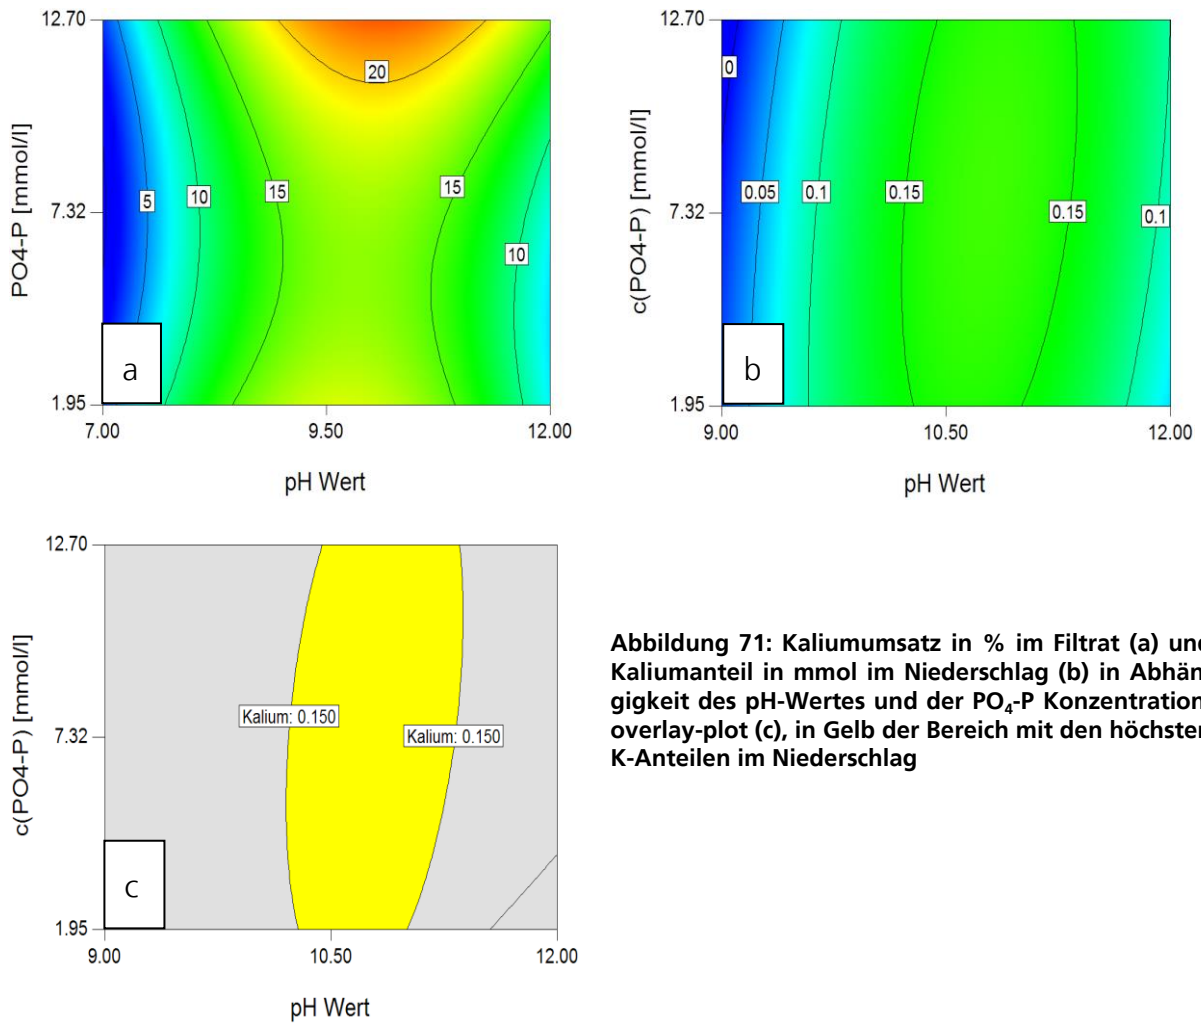 12.70
PO4-P [mmol/l]
7.32
1.95
20
15
15
10
5
10
a
7.00
9.50
12.00
pH Wert
12.70
c(PO4-P) [mmol/l]
7.32
1.95
0
0.05
0.1
0.15
0.15
0.1
b
9.00
10.50
12.00
pH Wert
12.70
c(PO4-P) [mmol/l]
7.32
1.95
Kalium: 0.150
Kalium: 0.150
c
9.00
10.50
12.00
pH Wert
Abbildung 71: Kaliumumsatz in % im Filtrat (a) und
Kaliumanteil in mmol im Niederschlag (b) in Abhän
gigkeit des pH-Wertes und der PO₄-P Konzentration
overlay-plot (c), in Gelb der Bereich mit den höchster
K-Anteilen im Niederschlag